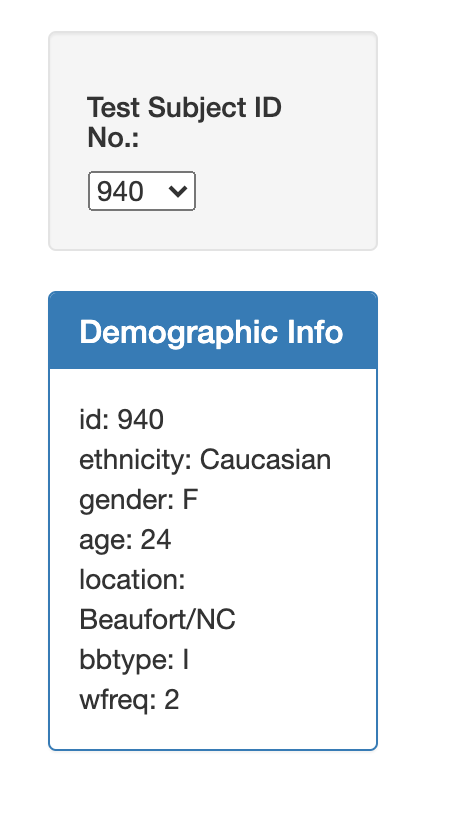 Test Subject ID
No.:
940
Demographic Info
id: 940
ethnicity: Caucasian
gender: F
age: 24
location:
Beaufort/NC
bbtype: I
wfreq: 2